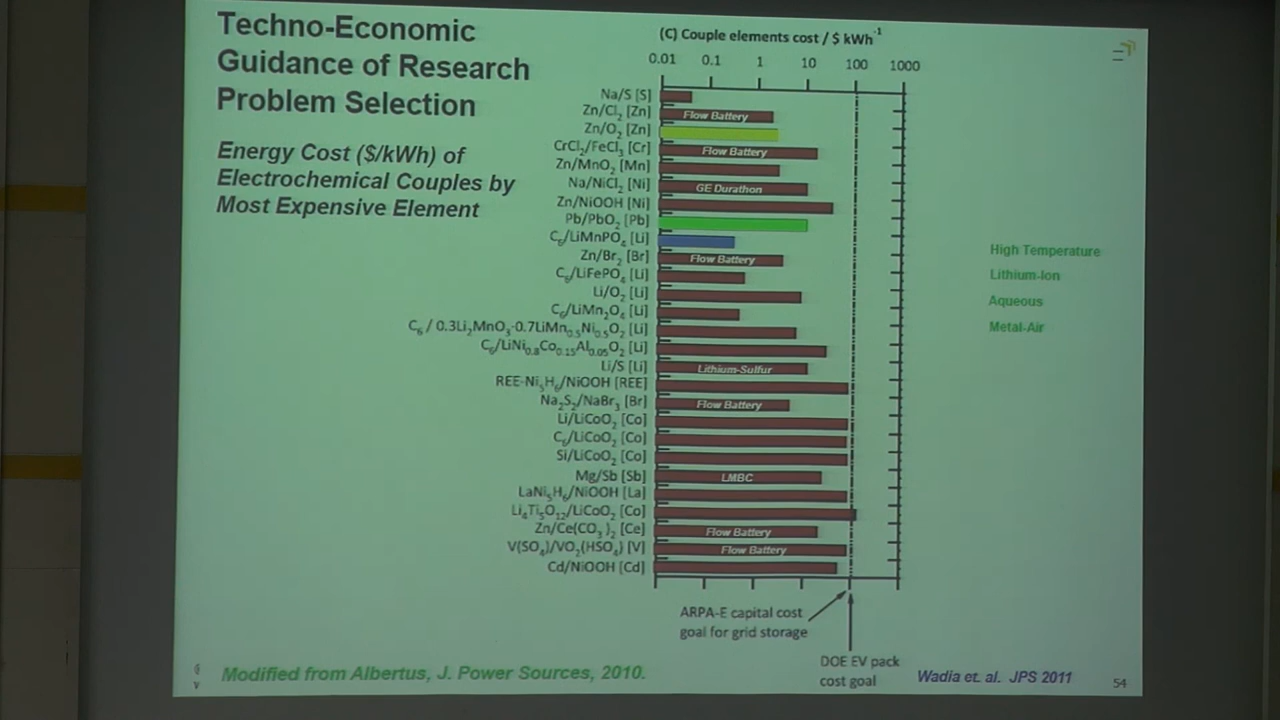 Techno-Economic
Guidance of Research
Problem Selection
Energy Cost ($/kWh) of
Electrochemical Couples by
Most Expensive Element
(C) Couple elements cost / $ kWh⁻¹
0.01 0.1 1 10 100 1000
Na/S [S]
Zn/Cl₂ [Zn] Flow Battery
Zn/O₂ [Zn]
CrCl₂/FeCl₃ [Cr] Flow Battery
Zn/MnO₂ [Mn]
Na/NiCl₂ [Ni] GE Durathon
Zn/NiOOH [Ni]
Pb/PbO₂ [Pb]
C₆/LiMnPO₄ [Li]
Zn/Br₂ [Br] Flow Battery
C₆/LiFePO₄ [Li]
Li/O₂ [Li]
C₆/LiMn₂O₄ [Li]
C₆ / 0.3Li₂MnO₃·0.7LiMn₀.₅Ni₀.₅O₂ [Li]
C₆/LiNi₀.₈Co₀.₁₅Al₀.₀₅O₂ [Li]
Li/S [Li] Lithium-Sulfur
REE-Ni₅H₆/NiOOH [REE]
Na₂S₂/NaBr₃ [Br] Flow Battery
Li/LiCoO₂ [Co]
C₆/LiCoO₂ [Co]
Si/LiCoO₂ [Co]
Mg/Sb [Sb] LMBC
LaNi₅H₆/NiOOH [La]
Li₄Ti₅O₁₂/LiCoO₂ [Co]
Zn/Ce(CO₃)₂ [Ce] Flow Battery
V(SO₄)/VO₂(HSO₄) [V] Flow Battery
Cd/NiOOH [Cd]
High Temperature
Lithium-Ion
Aqueous
Metal-Air
ARPA-E capital cost
goal for grid storage
DOE EV pack
cost goal
Modified from Albertus, J. Power Sources, 2010.
Wadia et. al. JPS 2011
54